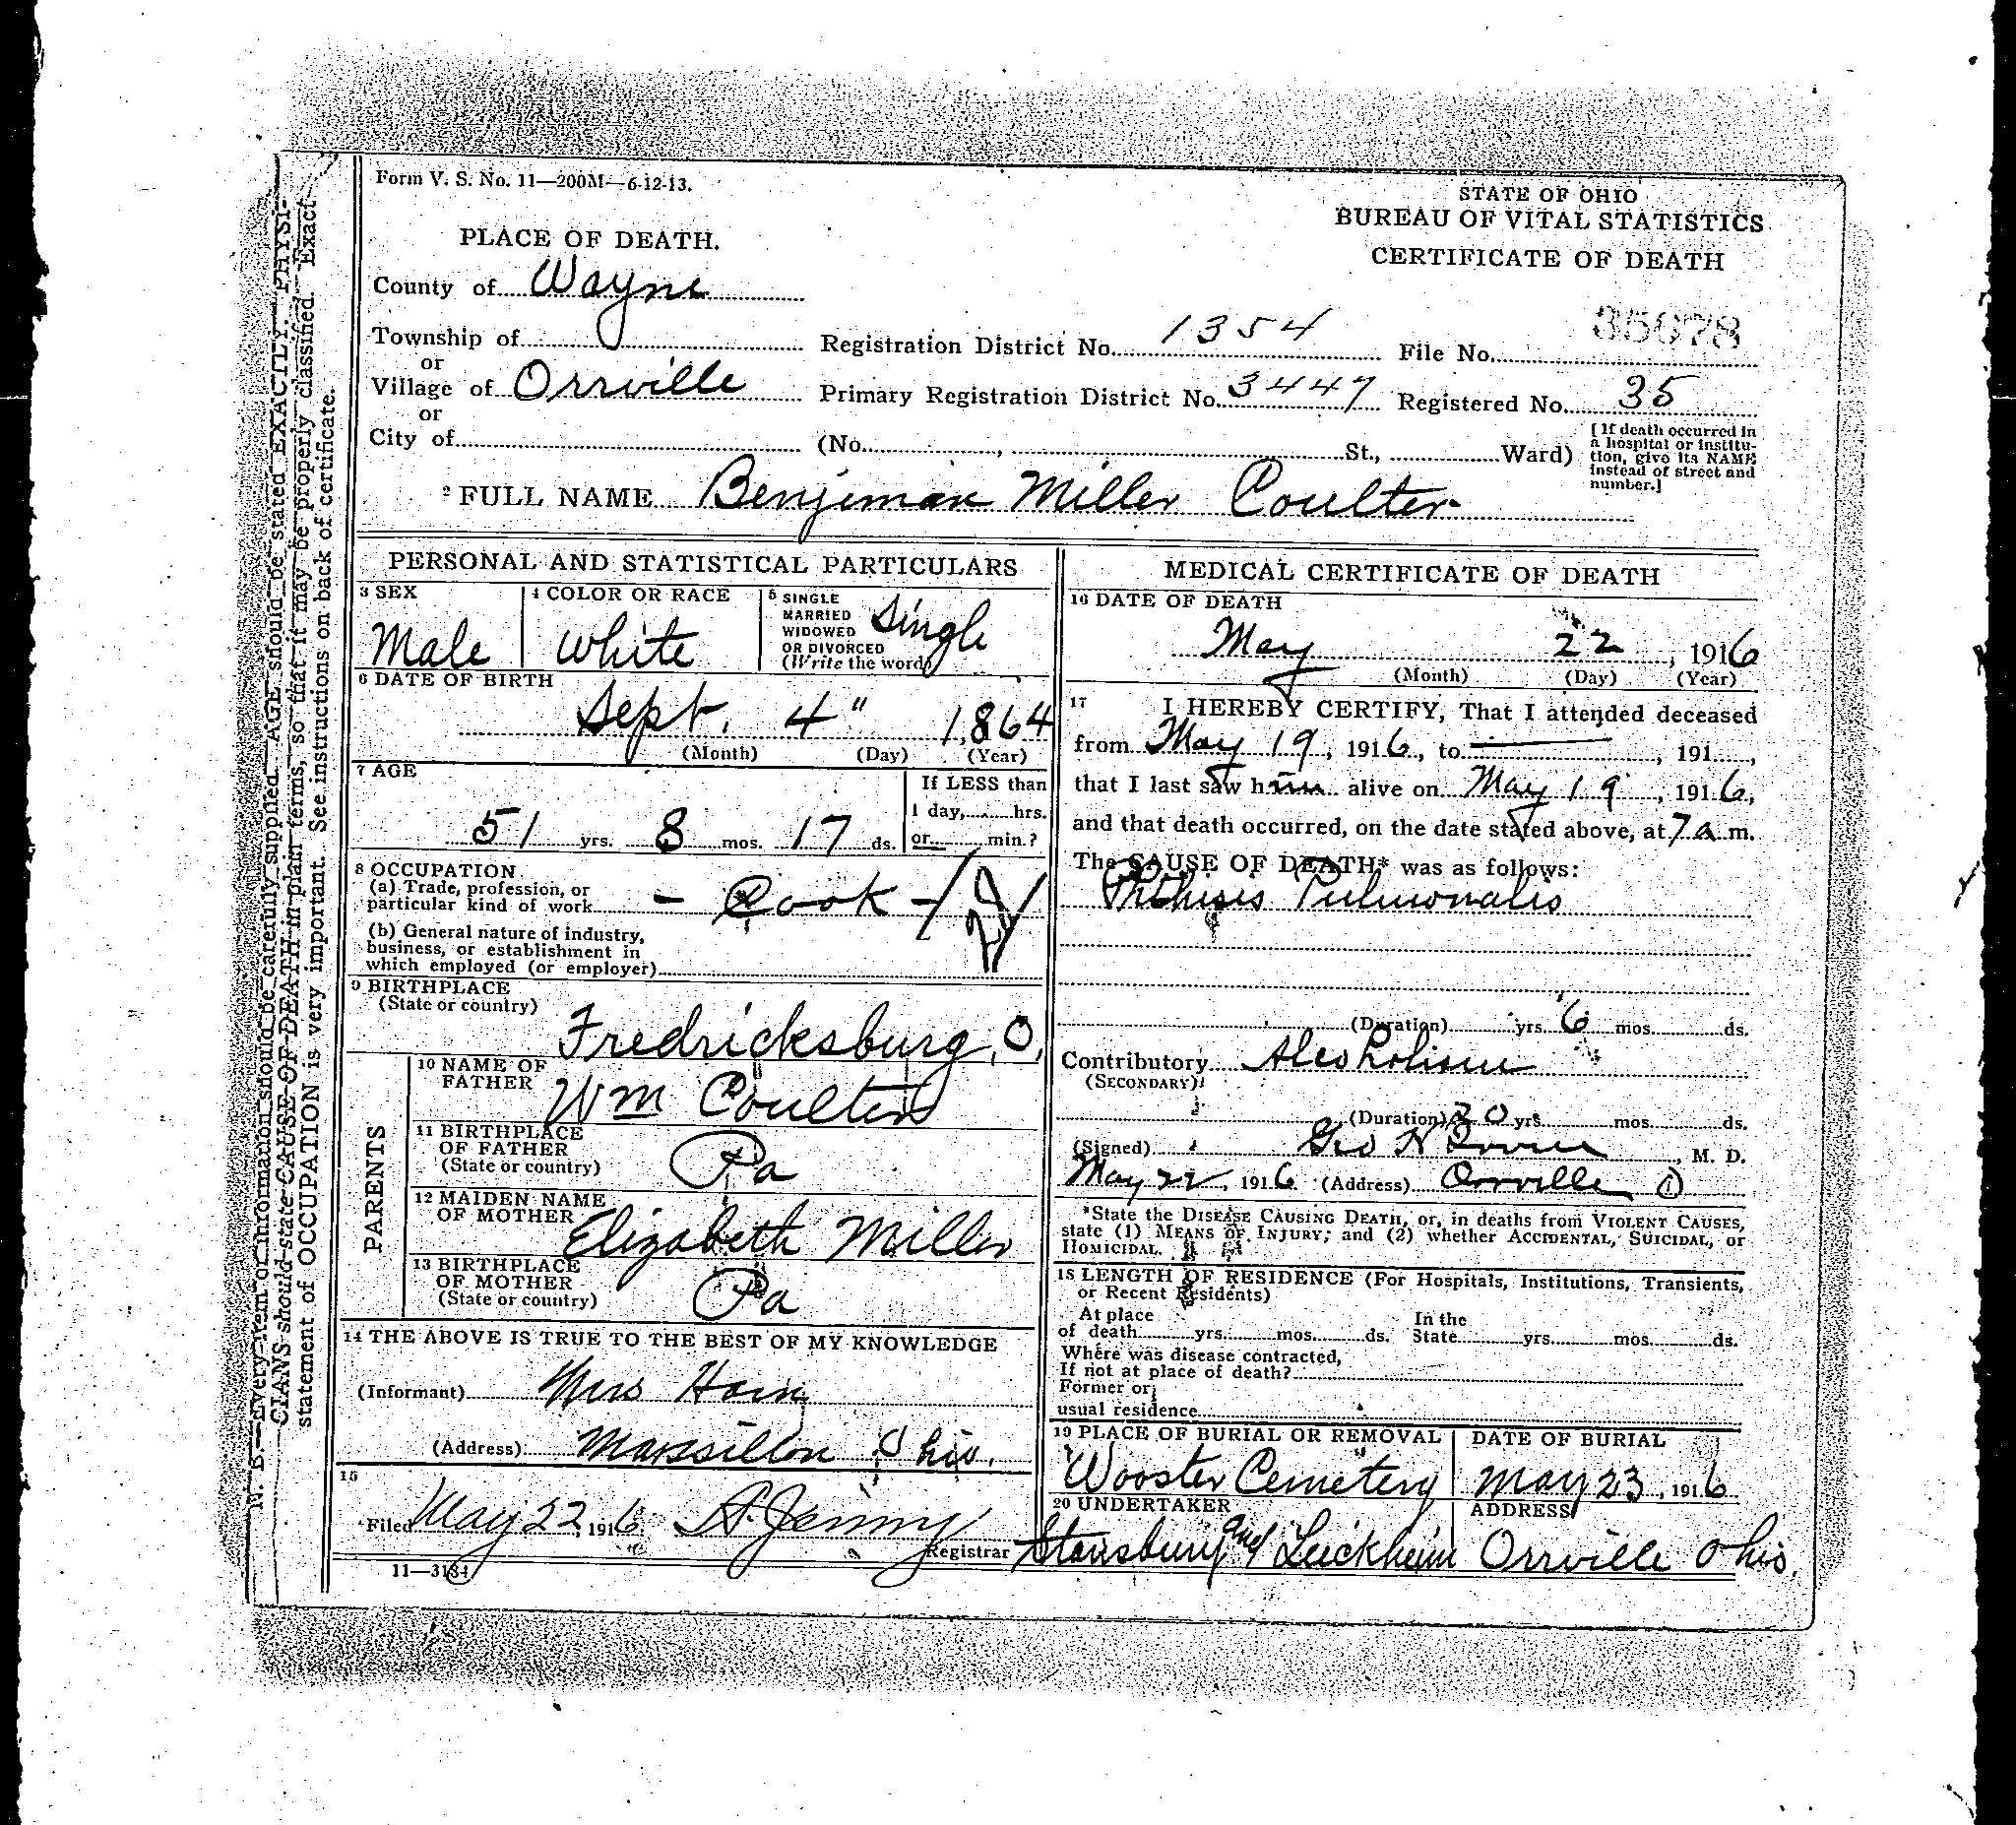 Form V. S. No. 11—200M—6-12-13.
STATE OF OHIO
BUREAU OF VITAL STATISTICS
CERTIFICATE OF DEATH
PLACE OF DEATH.
County of Wayne
Township of
or
Village of Orrville
or
City of
Registration District No. 1354
File No. 35078
Primary Registration District No. 3447
Registered No. 35
(No. , St., Ward)
[If death occurred in
a hospital or institu-
tion, give its NAME
instead of street and
number.]
2 FULL NAME Benjiman Miller Coulter
PERSONAL AND STATISTICAL PARTICULARS
3 SEX
Male
4 COLOR OR RACE
White
5 SINGLE
MARRIED
WIDOWED
OR DIVORCED
(Write the word)
Single
6 DATE OF BIRTH
Sept. 4" 1864
(Month) (Day) (Year)
7 AGE
51 yrs. 8 mos. 17 ds.
If LESS than
1 day, hrs.
or min.?
8 OCCUPATION
(a) Trade, profession, or
particular kind of work – Cook –
(b) General nature of industry,
business, or establishment in
which employed (or employer)
9 BIRTHPLACE
(State or country)
Fredricksburg, O,
PARENTS
10 NAME OF
FATHER
Wm Coulter
11 BIRTHPLACE
OF FATHER
(State or country)
Pa
12 MAIDEN NAME
OF MOTHER
Elizabeth Miller
13 BIRTHPLACE
OF MOTHER
(State or country)
Pa
14 THE ABOVE IS TRUE TO THE BEST OF MY KNOWLEDGE
(Informant) Mrs
(Address) Massillon Ohio.
15
Filed May 22, 1916 A. Jenny
Registrar
11—3184
MEDICAL CERTIFICATE OF DEATH
16 DATE OF DEATH
May 22, 1916
(Month) (Day) (Year)
17 I HEREBY CERTIFY, That I attended deceased
from May 19, 1916, to —, 191 ,
that I last saw him alive on May 19, 1916,
and that death occurred, on the date stated above, at 7 a m.
The CAUSE OF DEATH* was as follows:
Phthisis Pulmonalis
(Duration) yrs. 6 mos. ds.
Contributory Alcoholism
(SECONDARY)
(Duration) 20 yrs. mos. ds.
(Signed) Geo H , M. D.
May 22, 1916 (Address) Orrville O
*State the DISEASE CAUSING DEATH, or, in deaths from VIOLENT CAUSES,
state (1) MEANS OF INJURY; and (2) whether ACCIDENTAL, SUICIDAL, or
HOMICIDAL.
18 LENGTH OF RESIDENCE (For Hospitals, Institutions, Transients,
or Recent Residents)
At place
of death yrs. mos. ds.
In the
State yrs. mos. ds.
Where was disease contracted,
If not at place of death?
Former or
usual residence
19 PLACE OF BURIAL OR REMOVAL
Wooster Cemetery
DATE OF BURIAL
May 23, 1916
20 UNDERTAKER
Stansbury and Leickheim
ADDRESS
Orrville Ohio.
N. B.—Every item of information should be carefully supplied. AGE should be stated EXACTLY. PHYSI-
CIANS should state CAUSE OF DEATH in plain terms, so that it may be properly classified. Exact
statement of OCCUPATION is very important. See instructions on back of certificate.